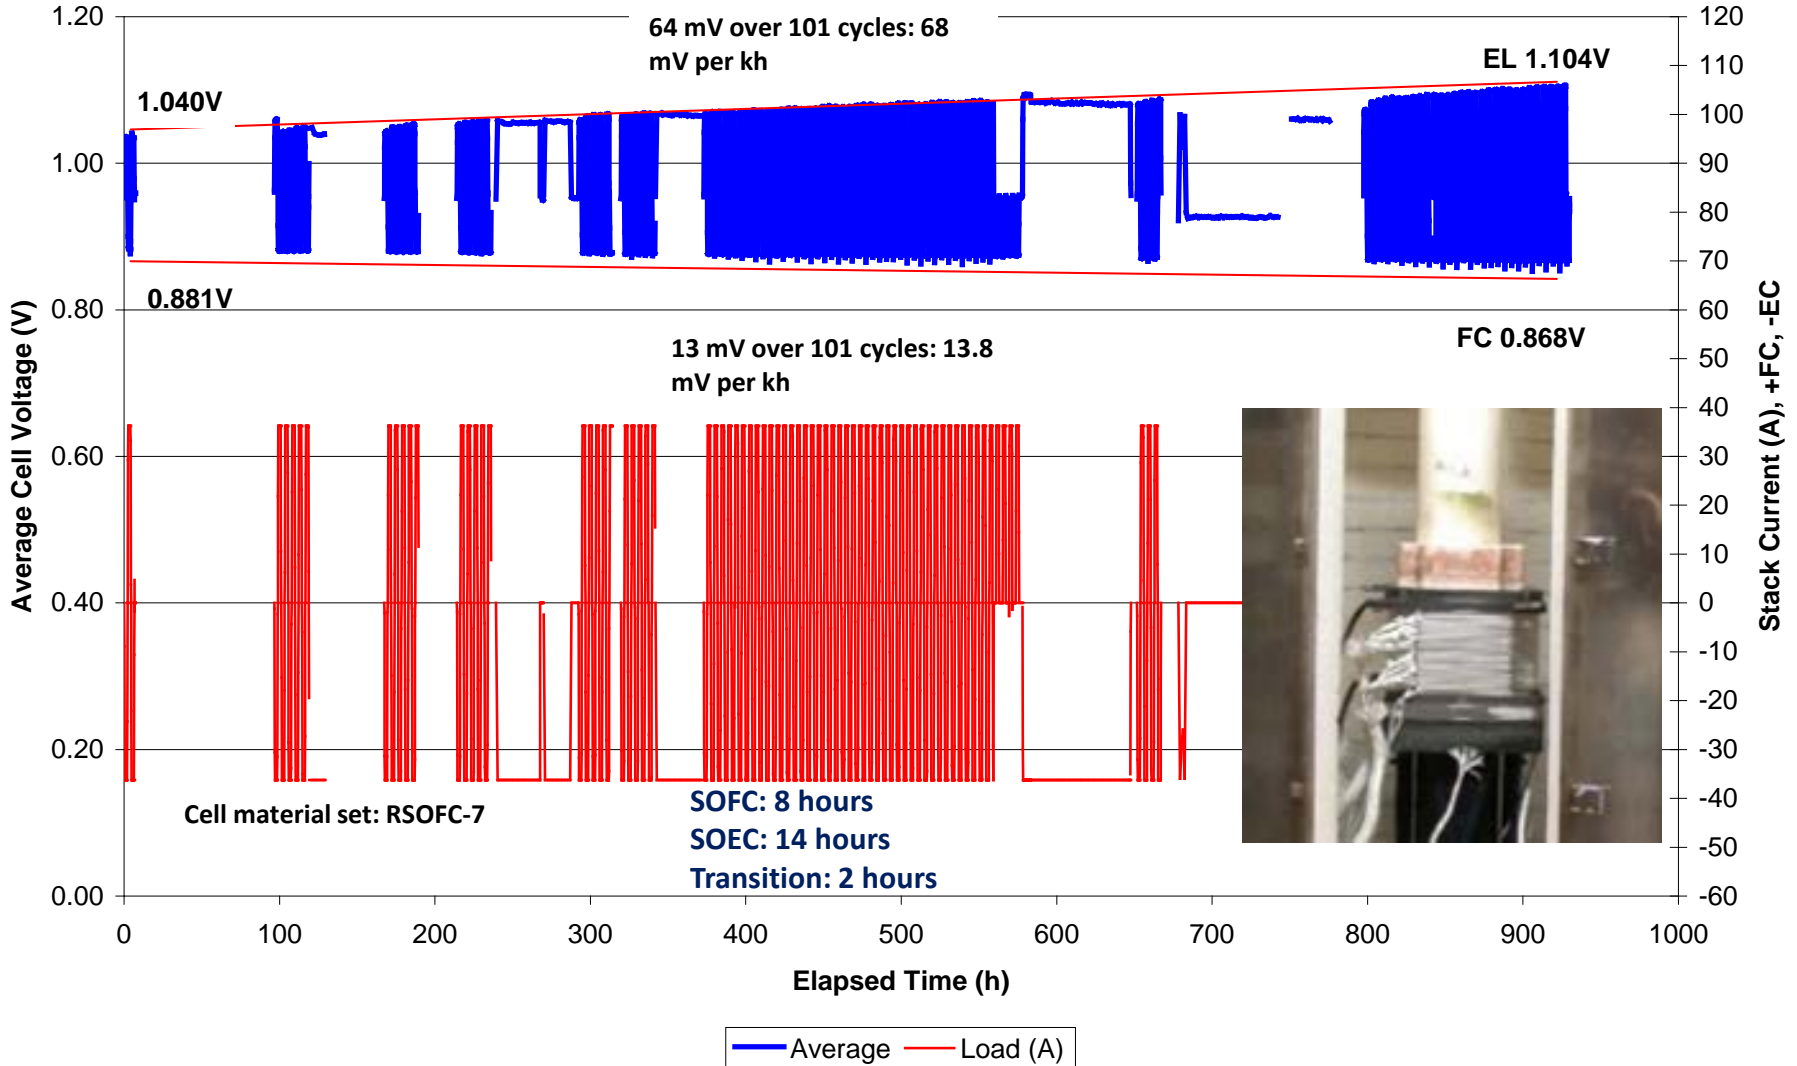 64 mV over 101 cycles: 68
mV per kh
EL 1.104V
1.040V
0.881V
FC 0.868V
13 mV over 101 cycles: 13.8
mV per kh
Cell material set: RSOFC-7
SOFC: 8 hours
SOEC: 14 hours
Transition: 2 hours
Average Cell Voltage (V)
1.20
1.00
0.80
0.60
0.40
0.20
0.00
Stack Current (A), +FC, -EC
120
110
100
90
80
70
60
50
40
30
20
10
0
-10
-20
-30
-40
-50
-60
0 100 200 300 400 500 600 700 800 900 1000
Elapsed Time (h)
Average Load (A)